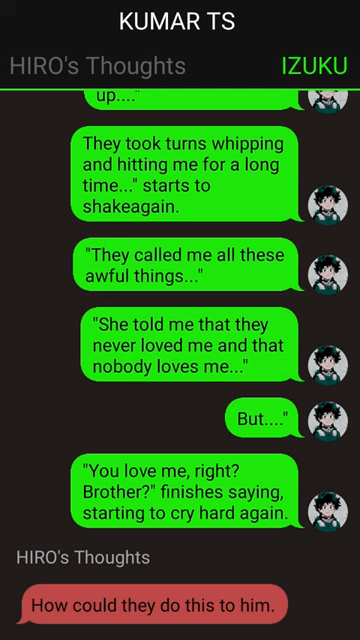 KUMAR TS
HIRO's Thoughts
IZUKU
up...."
They took turns whipping
and hitting me for a long
time..." starts to
shakeagain.
"They called me all these
awful things..."
"She told me that they
never loved me and that
nobody loves me..."
But...."
"You love me, right?
Brother?" finishes saying,
starting to cry hard again.
HIRO's Thoughts
How could they do this to him.